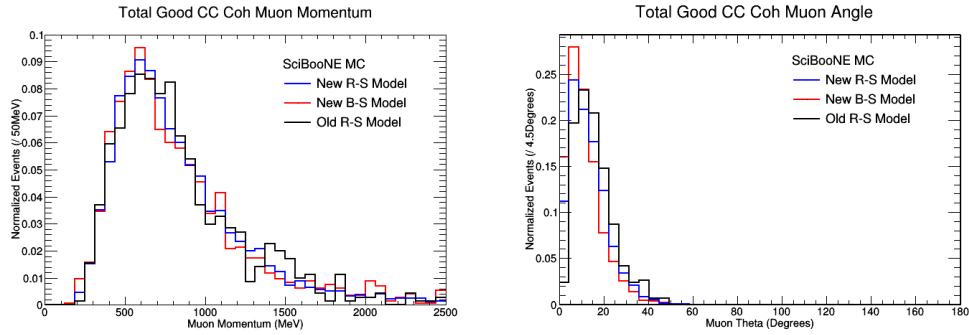 Total Good CC Coh Muon Momentum
Normalized Events (/ 50MeV)
0.1
0.09
0.08
0.07
0.06
0.05
0.04
0.03
0.02
0.01
0
SciBooNE MC
New R-S Model
New B-S Model
Old R-S Model
0 500 1000 1500 2000 2500
Muon Momentum (MeV)
Total Good CC Coh Muon Angle
Normalized Events (/ 4.5Degrees)
0.25
0.2
0.15
0.1
0.05
0
SciBooNE MC
New R-S Model
New B-S Model
Old R-S Model
0 20 40 60 80 100 120 140 160 180
Muon Theta (Degrees)